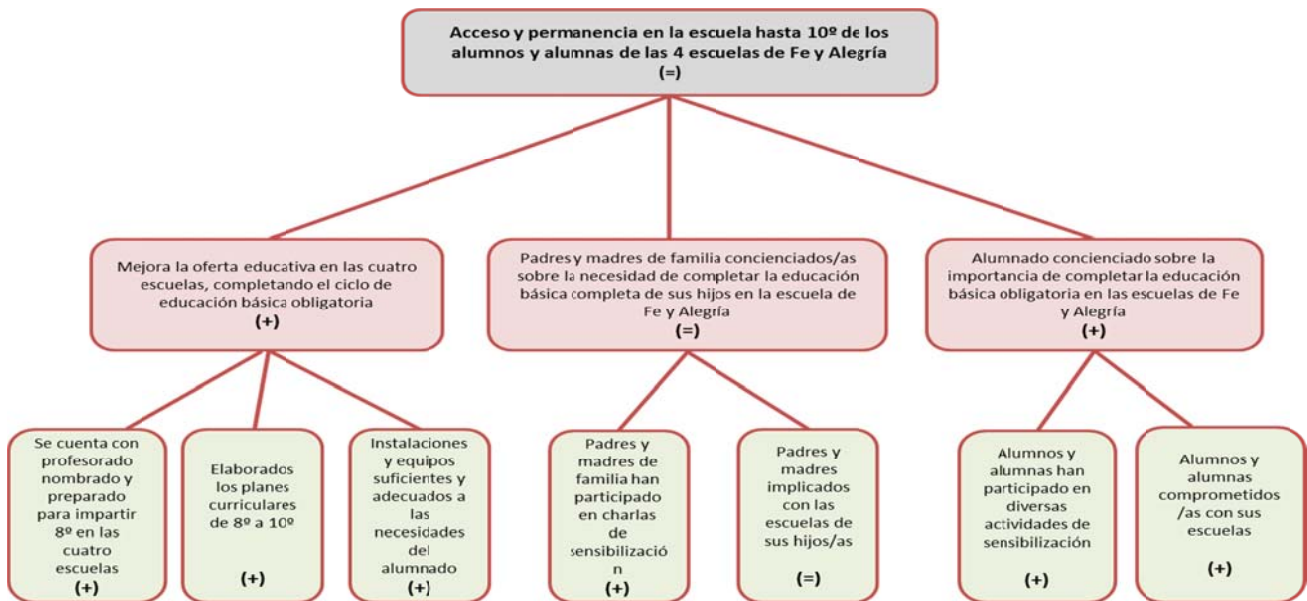 Acceso y permanencia en la escuela hasta 10º de los
alumnos y alumnas de las 4 escuelas de Fe y Alegría
(=)
Mejora la oferta educativa en las cuatro
escuelas, completando el ciclo de
educación básica obligatoria
(+)
Padres y madres de familia concienciados/as
sobre la necesidad de completar la educación
básica completa de sus hijos en la escuela de
Fe y Alegría
(=)
Alumnado concienciado sobre la
importancia de completar la educación
básica obligatoria en las escuelas de Fe
y Alegría
(+)
Se cuenta con
profesorado
nombrado y
preparado
para impartir
8º en las
cuatro
escuelas
(+)
Elaborados
los planes
curriculares
de 8º a 10º
(+)
Instalaciones
y equipos
suficientes y
adecuados a
las
necesidades
del
alumnado
(+)
Padres y
madres de
familia han
participado
en charlas
de
sensibilizació
n
(+)
Padres y
madres
implicados
con las
escuelas de
sus hijos/as
(=)
Alumnos y
alumnas han
participado en
diversas
actividades de
sensibilización
(+)
Alumnos y
alumnas
comprometidos
/as con sus
escuelas
(+)